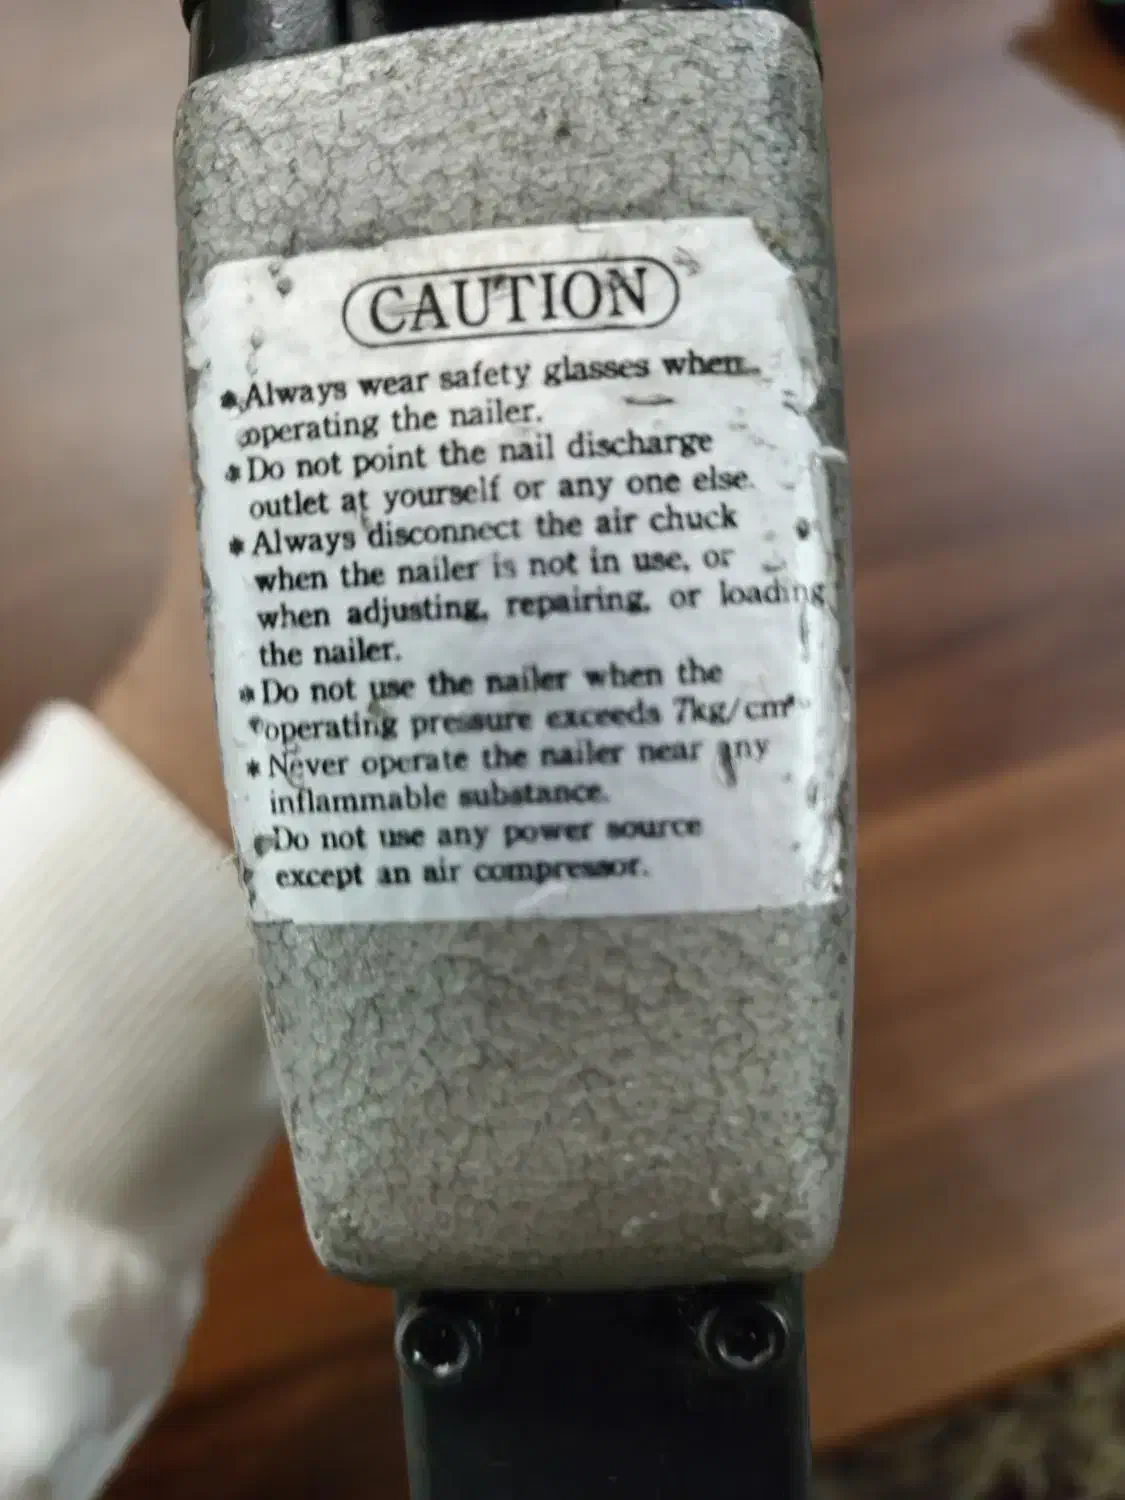 CAUTION
* Always wear safety glasses when
operating the nailer.
* Do not point the nail discharge
outlet at yourself or any one else.
* Always disconnect the air chuck
when the nailer is not in use, or
when adjusting, repairing, or loading
the nailer.
* Do not use the nailer when the
operating pressure exceeds 7kg/cm²
* Never operate the nailer near any
inflammable substance.
* Do not use any power source
except an air compressor.